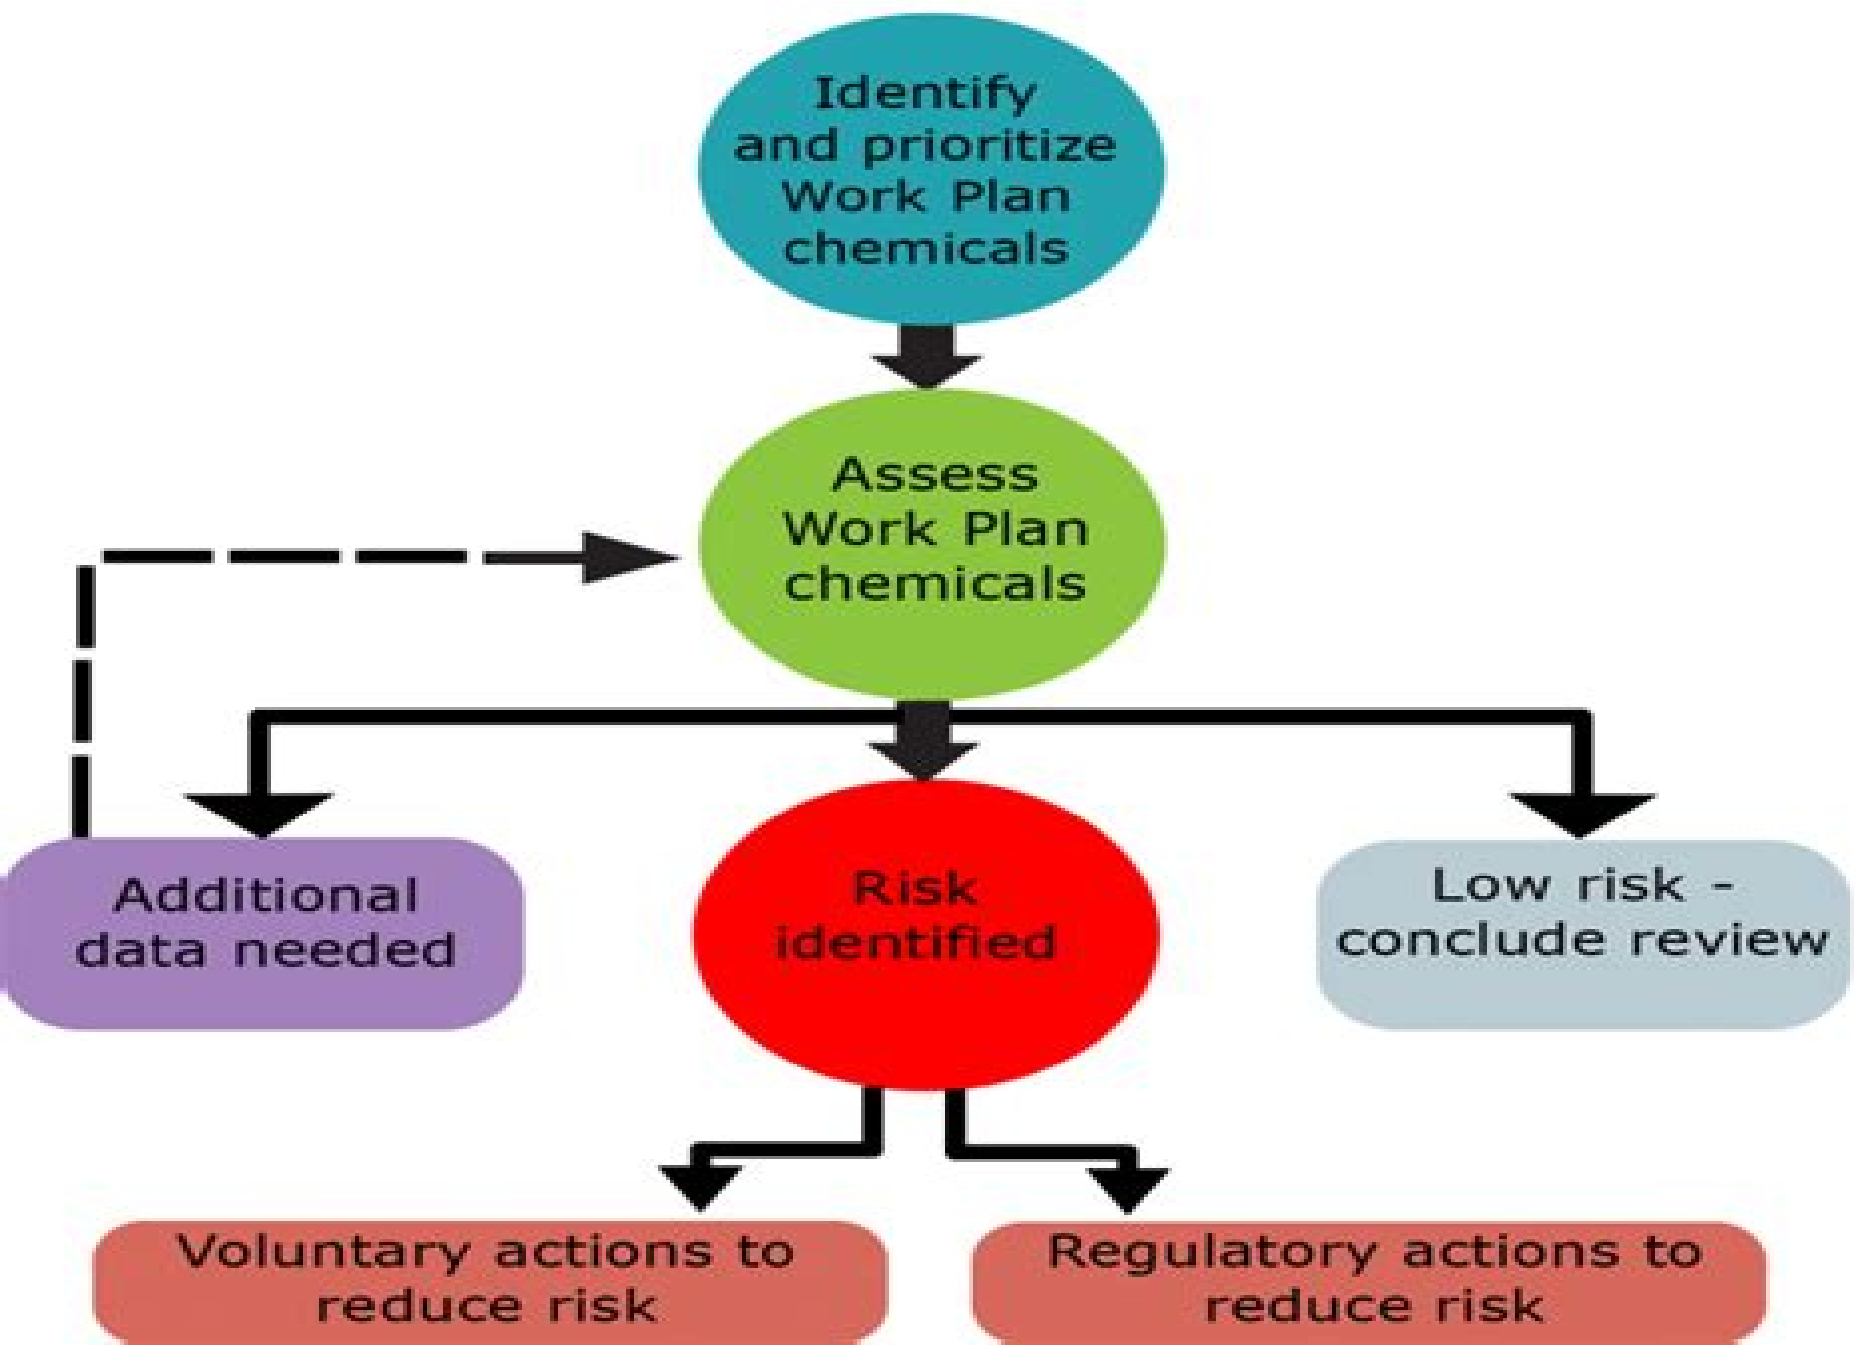 Identify
and prioritize
Work Plan
chemicals
Assess
Work Plan
chemicals
Additional
data needed
Risk
identified
Low risk -
conclude review
Voluntary actions to
reduce risk
Regulatory actions to
reduce risk